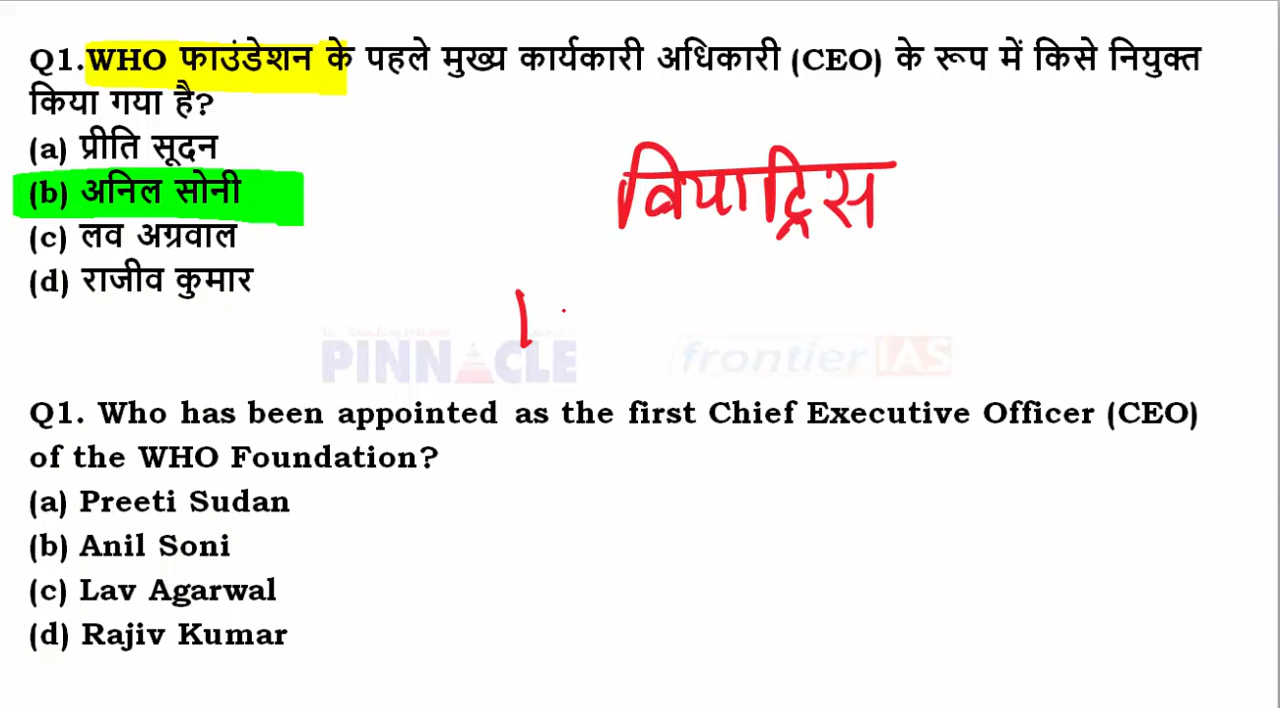 Q1.WHO फाउंडेशन के पहले मुख्य कार्यकारी अधिकारी (CEO) के रूप में किसे नियुक्त
किया गया है?
(a) प्रीति सूदन
(b) अनिल सोनी
वियाट्रिस
(c) लव अग्रवाल
(d) राजीव कुमार
PINNACLE
frontier IAS
Q1. Who has been appointed as the first Chief Executive Officer (CEO)
of the WHO Foundation?
(a) Preeti Sudan
(b) Anil Soni
(c) Lav Agarwal
(d) Rajiv Kumar